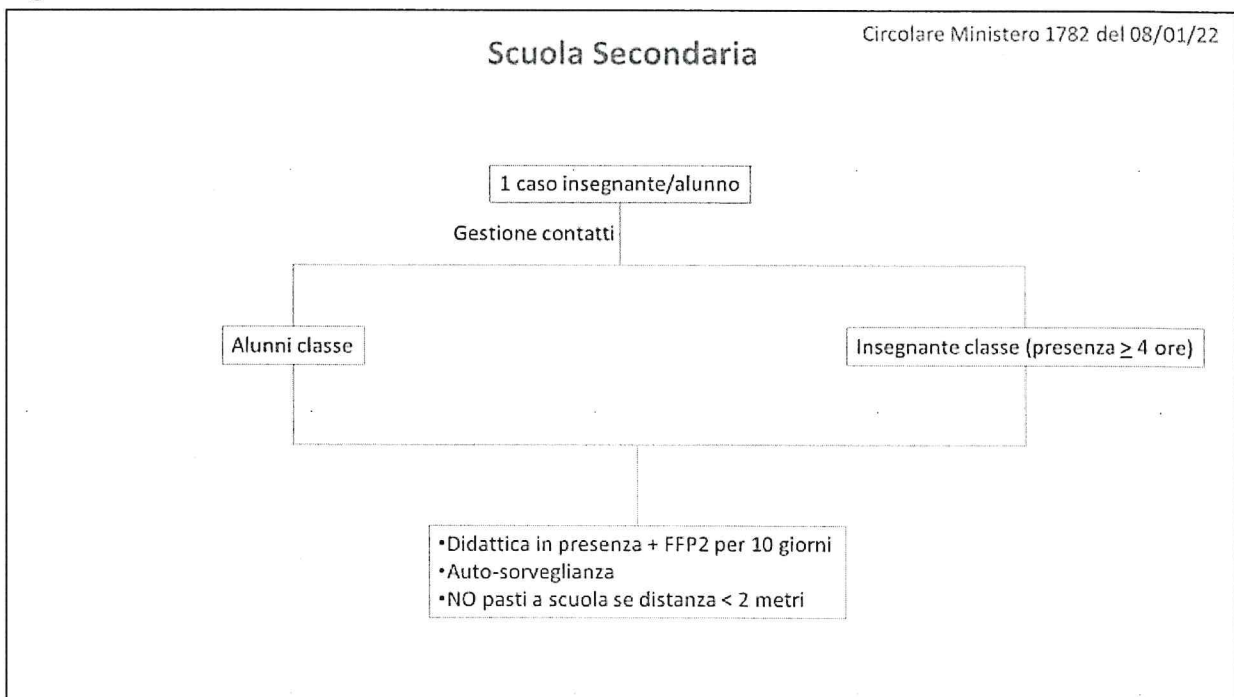 Circolare Ministero 1782 del 08/01/22
Scuola Secondaria
1 caso insegnante/alunno
Gestione contatti
Alunni classe
Insegnante classe (presenza ≥ 4 ore)
•Didattica in presenza + FFP2 per 10 giorni
•Auto-sorveglianza
•NO pasti a scuola se distanza < 2 metri